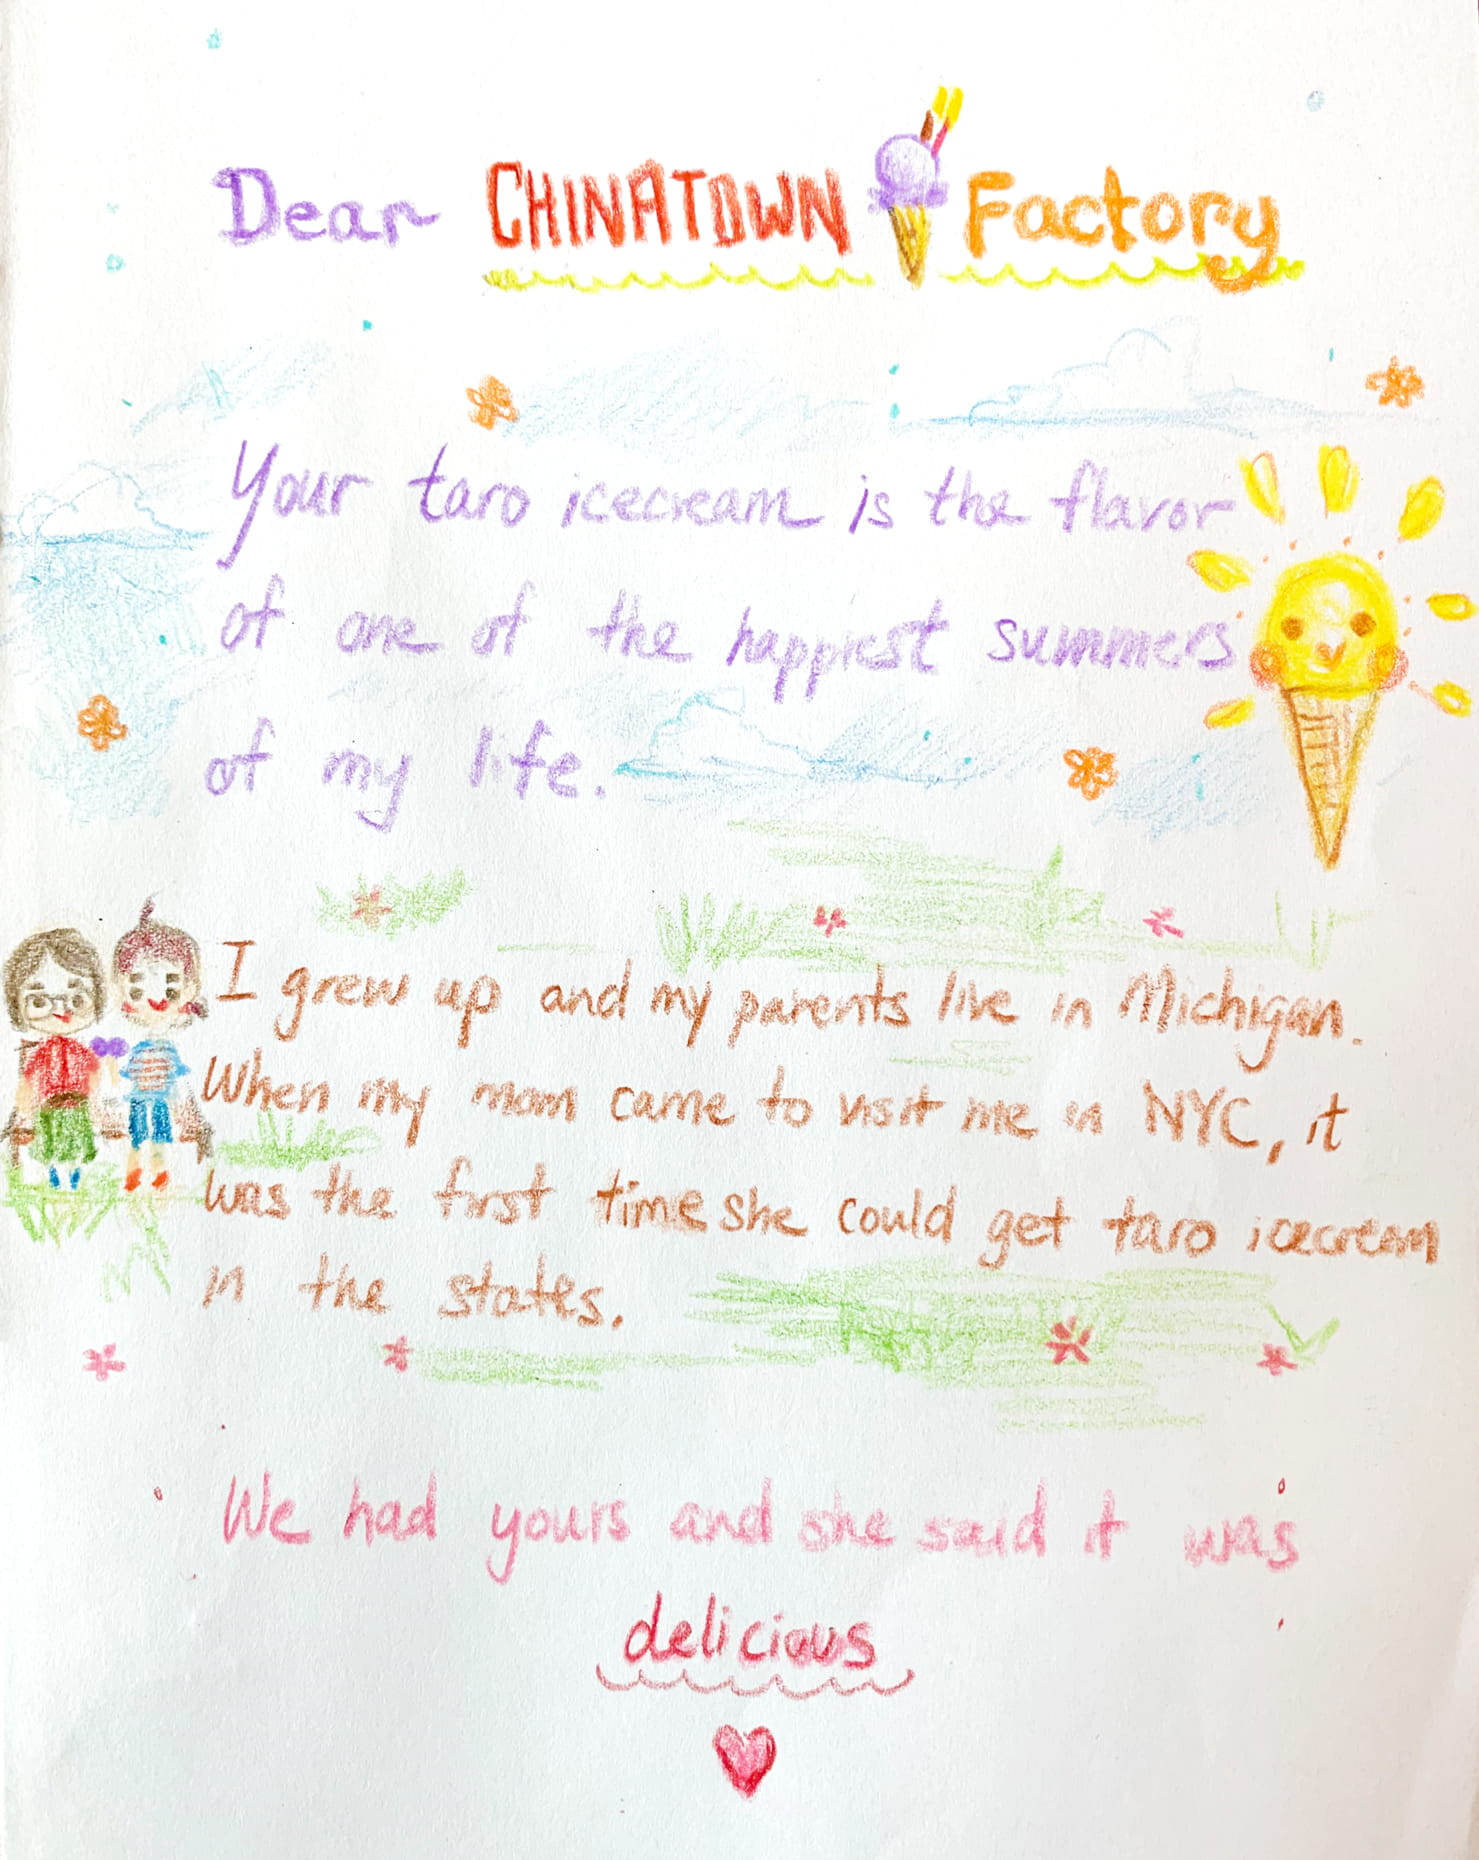 Dear CHINATOWN Factory
Your taro icecream is the flavor
of one of the happiest summers
of my life.
I grew up and my parents live in Michigan.
When my mom came to visit me in NYC, it
was the first time she could get taro icecream
in the states.
We had yours and she said it was
delicious